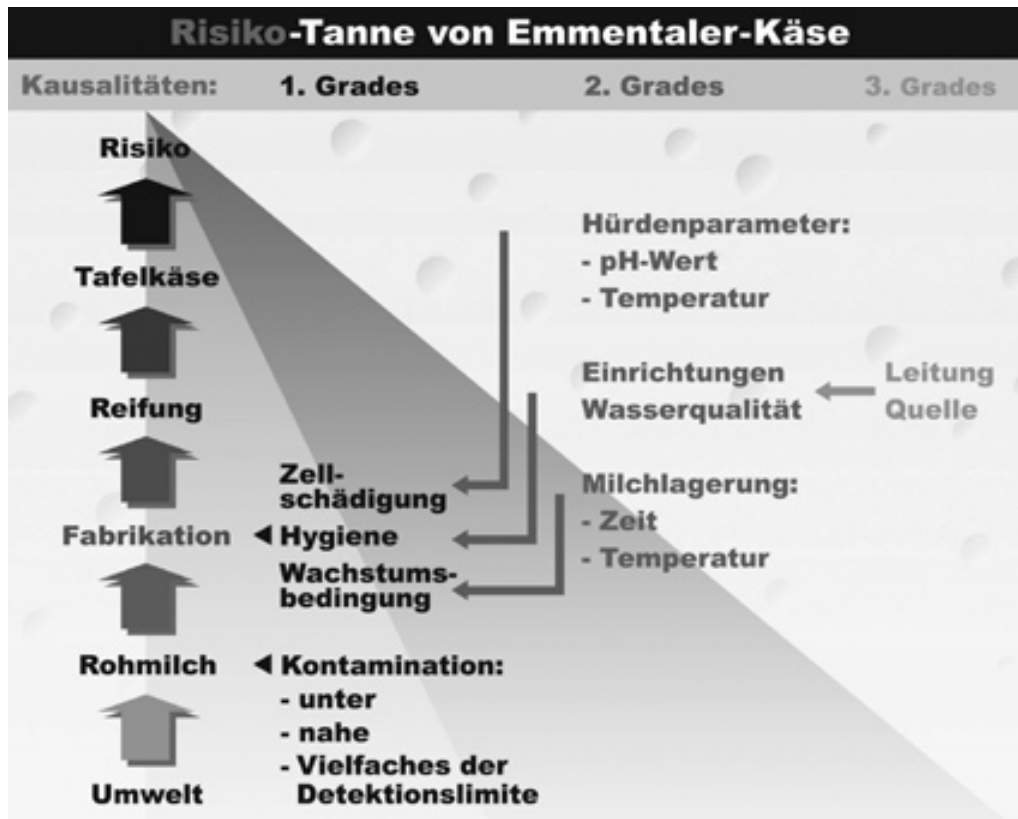 Risiko-Tanne von Emmentaler-Käse
Kausalitäten: 1. Grades 2. Grades 3. Grades
Risiko
Tafelkäse
Reifung
Fabrikation
Rohmilch
Umwelt
Zell-
schädigung
Hygiene
Wachstums-
bedingung
Kontamination:
- unter
- nahe
- Vielfaches der
Detektionslimite
Hürdenparameter:
- pH-Wert
- Temperatur
Einrichtungen
Wasserqualität
Milchlagerung:
- Zeit
- Temperatur
Leitung
Quelle